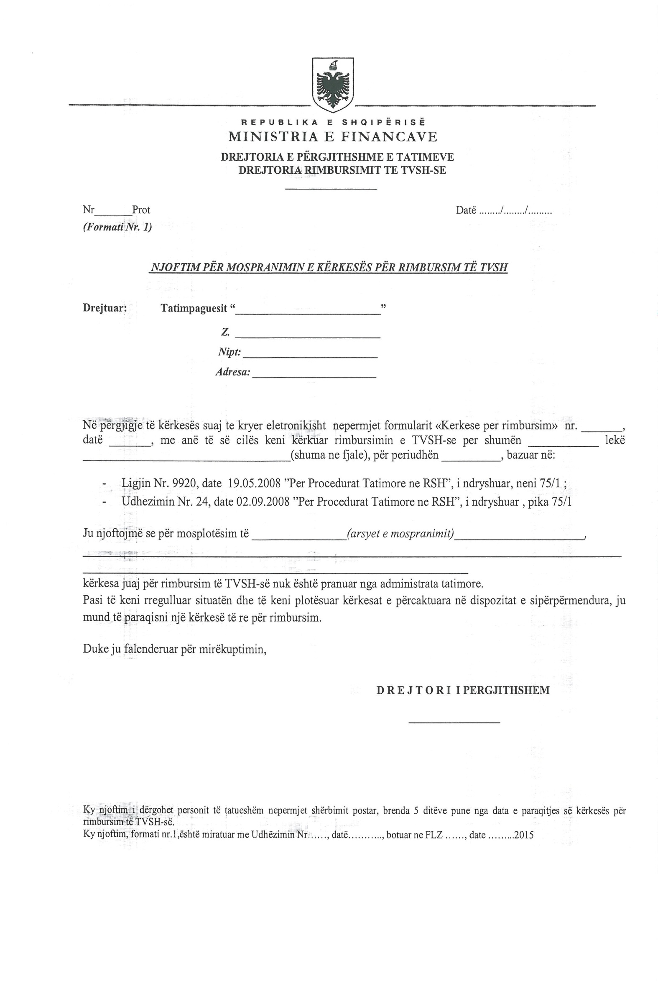 REPUBLIKA E SHQIPËRISË
MINISTRIA E FINANCAVE
DREJTORIA E PËRGJITHSHME E TATIMEVE
DREJTORIA RIMBURSIMIT TE TVSH-SE
Nr______Prot Datë ......../......../.........
(Formati Nr. 1)
NJOFTIM PËR MOSPRANIMIN E KËRKESËS PËR RIMBURSIM TË TVSH
Drejtuar: Tatimpaguesit “_______________________”
Z. _______________________
Nipt: _____________________
Adresa: ____________________
Në përgjigje të kërkesës suaj te kryer eletronikisht nepermjet formularit «Kerkese per rimbursim» nr. _______,
datë _______, me anë të së cilës keni kërkuar rimbursimin e TVSH-se per shumën ____________ lekë
___________________________________(shuma ne fjale), për periudhën __________, bazuar në:
- Ligjin Nr. 9920, date 19.05.2008 ”Per Procedurat Tatimore ne RSH”, i ndryshuar, neni 75/1 ;
- Udhezimin Nr. 24, date 02.09.2008 ”Per Procedurat Tatimore ne RSH”, i ndryshuar , pika 75/1
Ju njoftojmë se për mosplotësim të ________________(arsyet e mospranimit)______________________,
kërkesa juaj për rimbursim të TVSH-së nuk është pranuar nga administrata tatimore.
Pasi të keni rregulluar situatën dhe të keni plotësuar kërkesat e përcaktuara në dispozitat e sipërpërmendura, ju
mund të paraqisni një kërkesë të re për rimbursim.
Duke ju falenderuar për mirëkuptimin,
D R E J T O R I I PERGJITHSHEM
Ky njoftim i dërgohet personit të tatueshëm nepermjet shërbimit postar, brenda 5 ditëve pune nga data e paraqitjes së kërkesës për
rimbursim të TVSH-së.
Ky njoftim, formati nr.1,është miratuar me Udhëzimin Nr......, datë..........., botuar ne FLZ ......, date .........2015